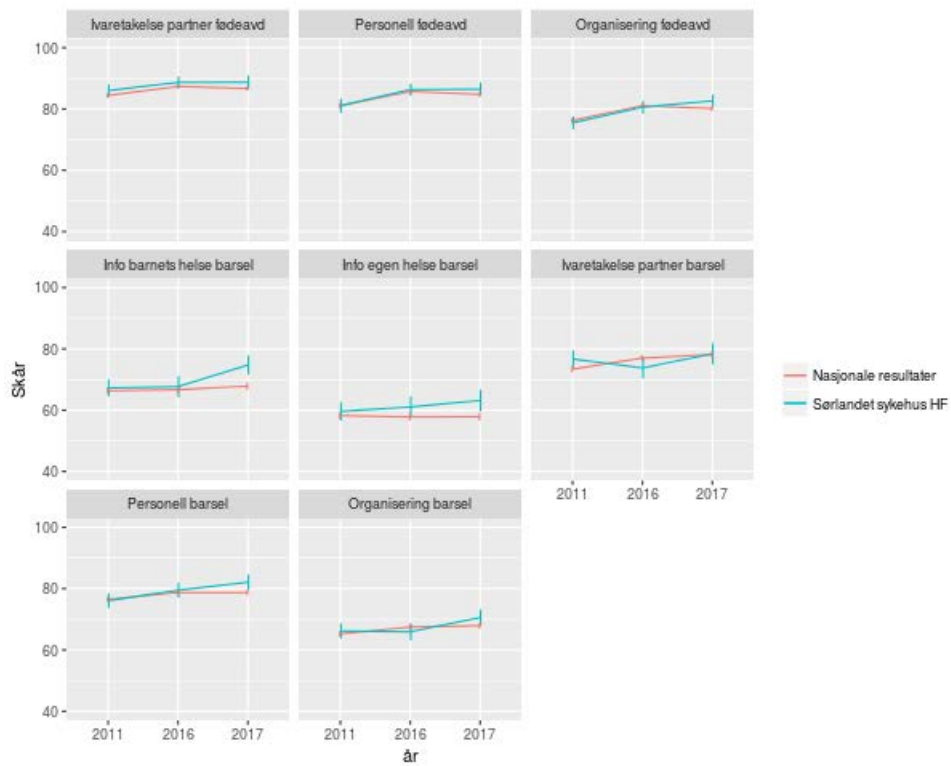 Ivaretakelse partner fødeavd
Personell fødeavd
Organisering fødeavd
100
80
60
40
Info barnets helse barsel
Info egen helse barsel
Ivaretakelse partner barsel
100
80
60
40
Skår
Nasjonale resultater
Sørlandet sykehus HF
2011 2016 2017
Personell barsel
Organisering barsel
100
80
60
40
2011 2016 2017
2011 2016 2017
år